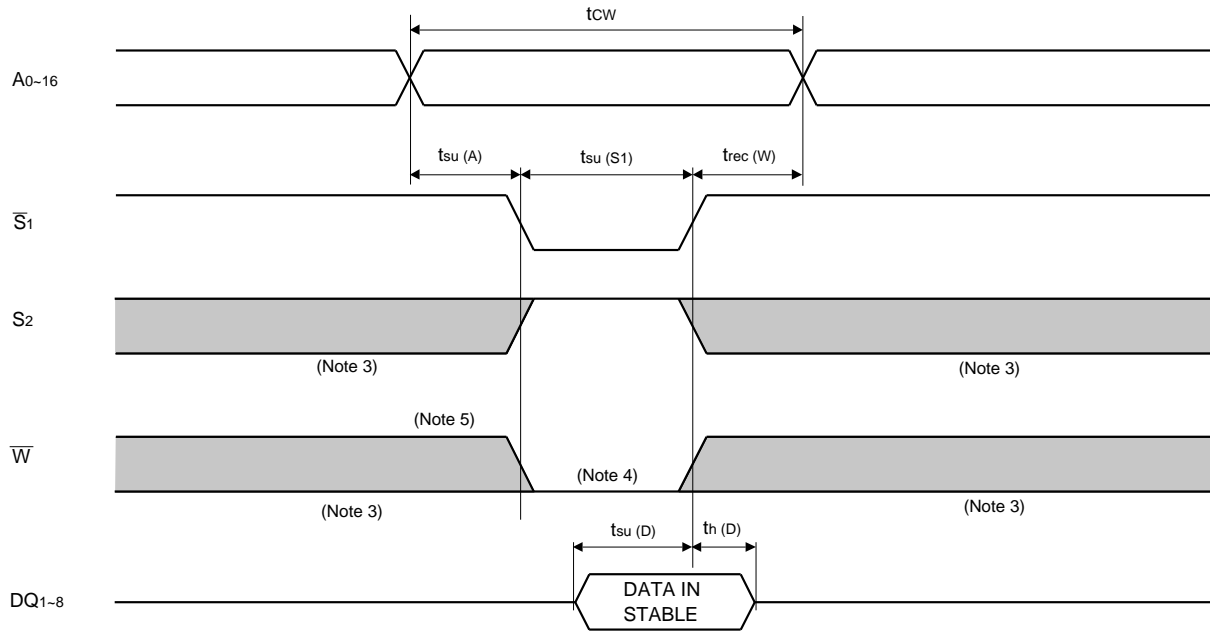 tCW
A0~16
tsu (A)
tsu (S1)
trec (W)
S̅1
S2
(Note 3)
(Note 3)
(Note 5)
W̅
(Note 4)
(Note 3)
(Note 3)
tsu (D)
th (D)
DQ1~8
DATA IN
STABLE